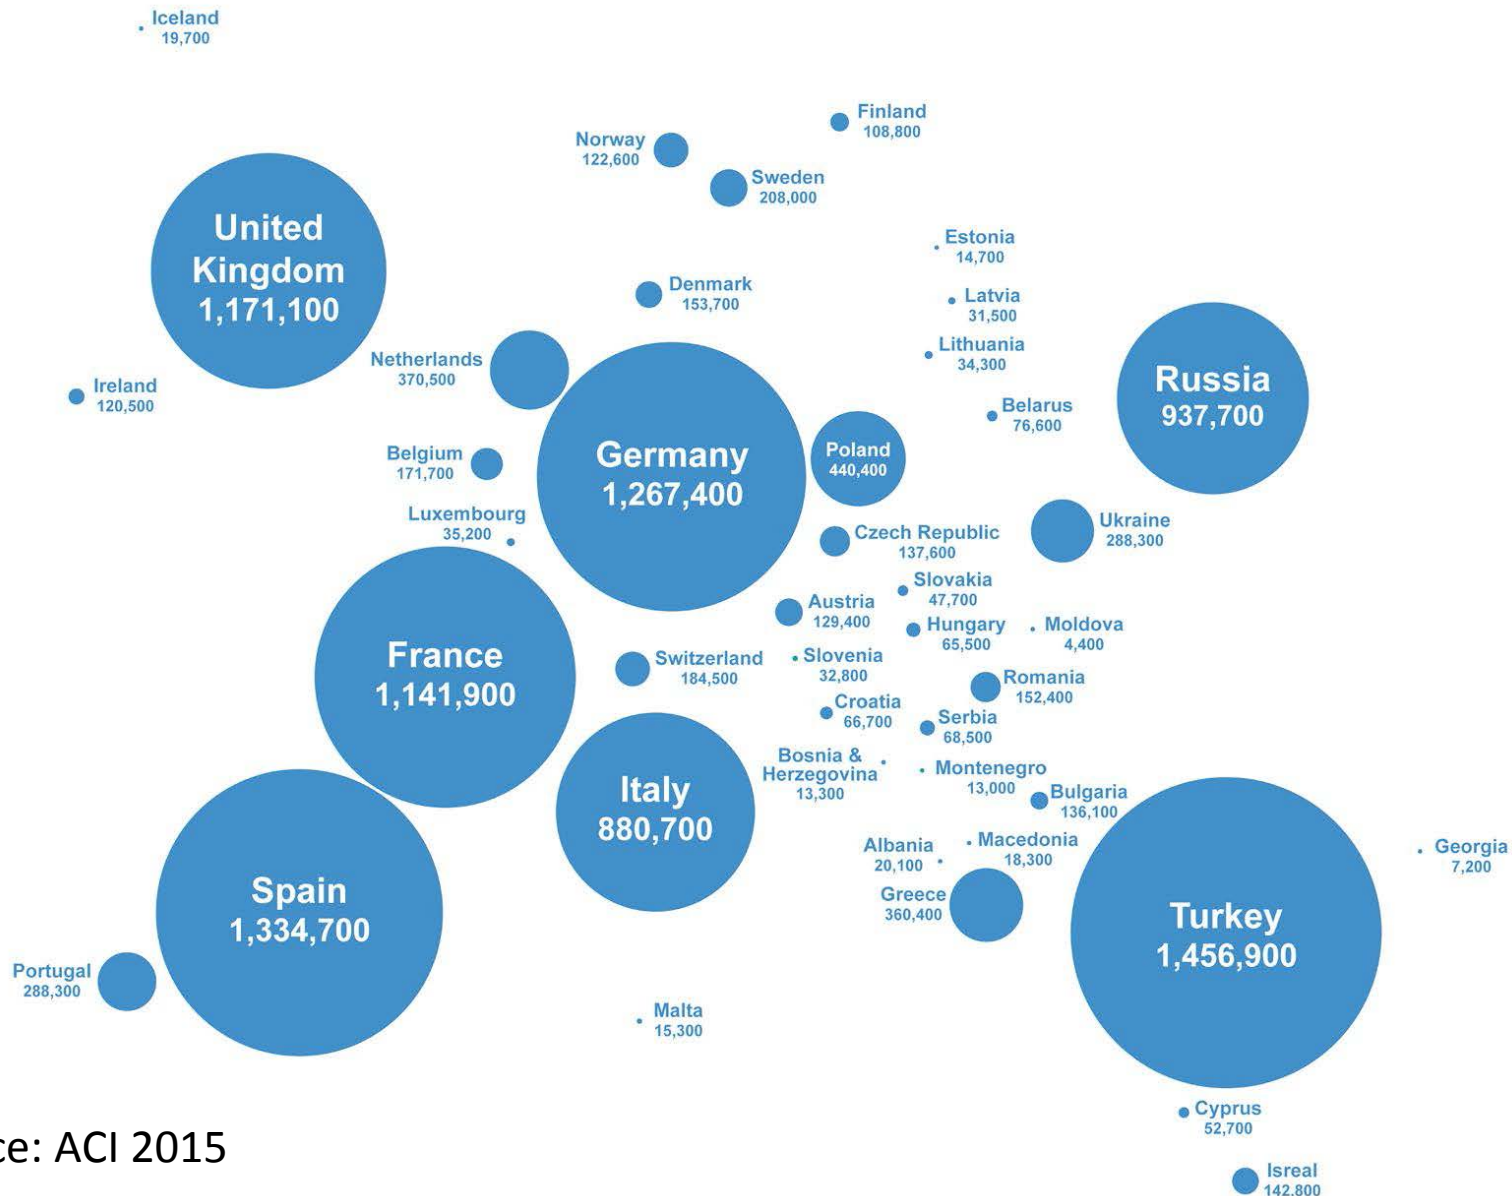 Iceland
19,700
Finland
108,800
Norway
122,600
Sweden
208,000
United
Kingdom
1,171,100
Estonia
14,700
Denmark
153,700
Latvia
31,500
Lithuania
34,300
Netherlands
370,500
Ireland
120,500
Russia
937,700
Belarus
76,600
Belgium
171,700
Germany
1,267,400
Poland
440,400
Luxembourg
35,200
Czech Republic
137,600
Ukraine
288,300
Slovakia
47,700
Austria
129,400
Hungary
65,500
Moldova
4,400
France
1,141,900
Switzerland
184,500
Slovenia
32,800
Romania
152,400
Croatia
66,700
Serbia
68,500
Bosnia &
Herzegovina
13,300
Montenegro
13,000
Italy
880,700
Bulgaria
136,100
Albania
20,100
Macedonia
18,300
Georgia
7,200
Greece
360,400
Spain
1,334,700
Turkey
1,456,900
Portugal
288,300
Malta
15,300
Cyprus
52,700
ce: ACI 2015
Isreal
142,800